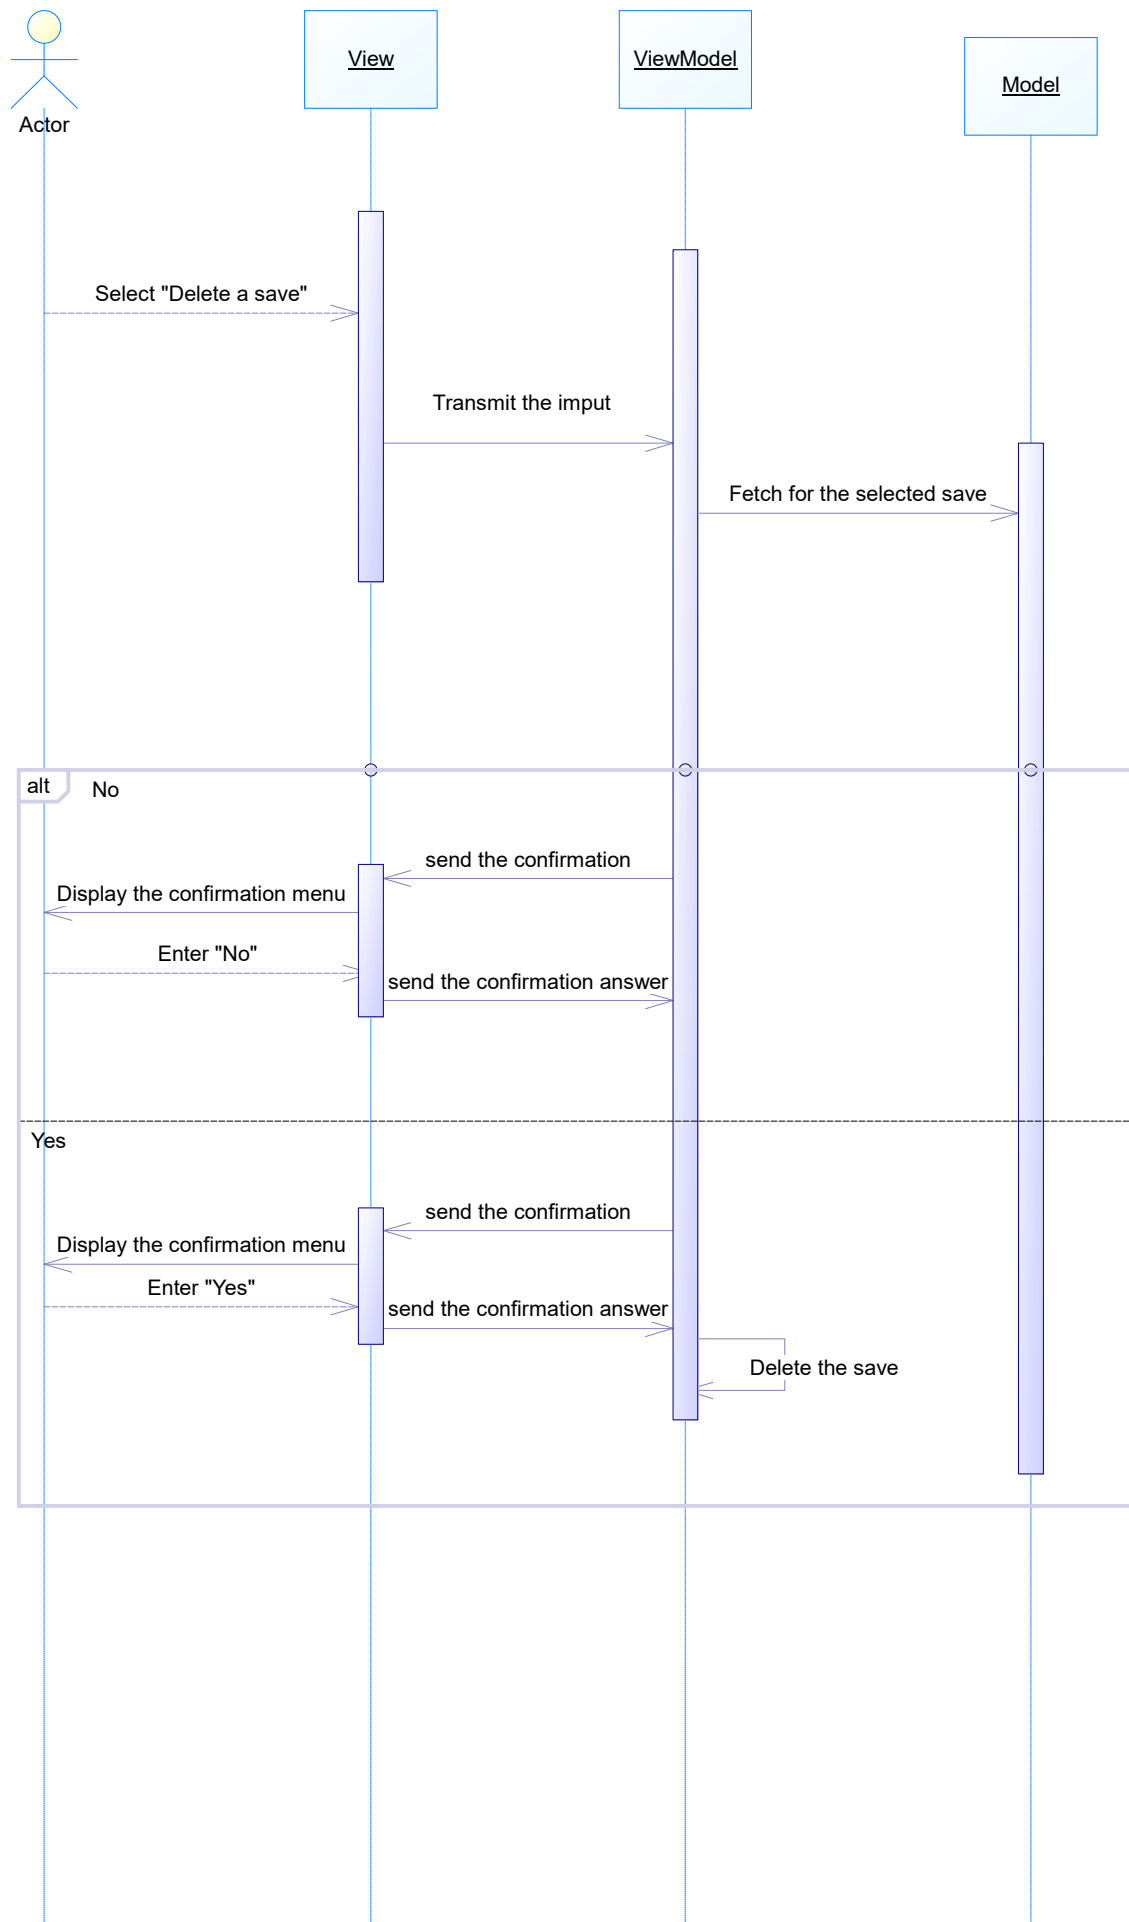 View
ViewModel
Model
Actor
Select "Delete a save"
Transmit the imput
Fetch for the selected save
alt
No
send the confirmation
Display the confirmation menu
Enter "No"
send the confirmation answer
Yes
send the confirmation
Display the confirmation menu
Enter "Yes"
send the confirmation answer
Delete the save